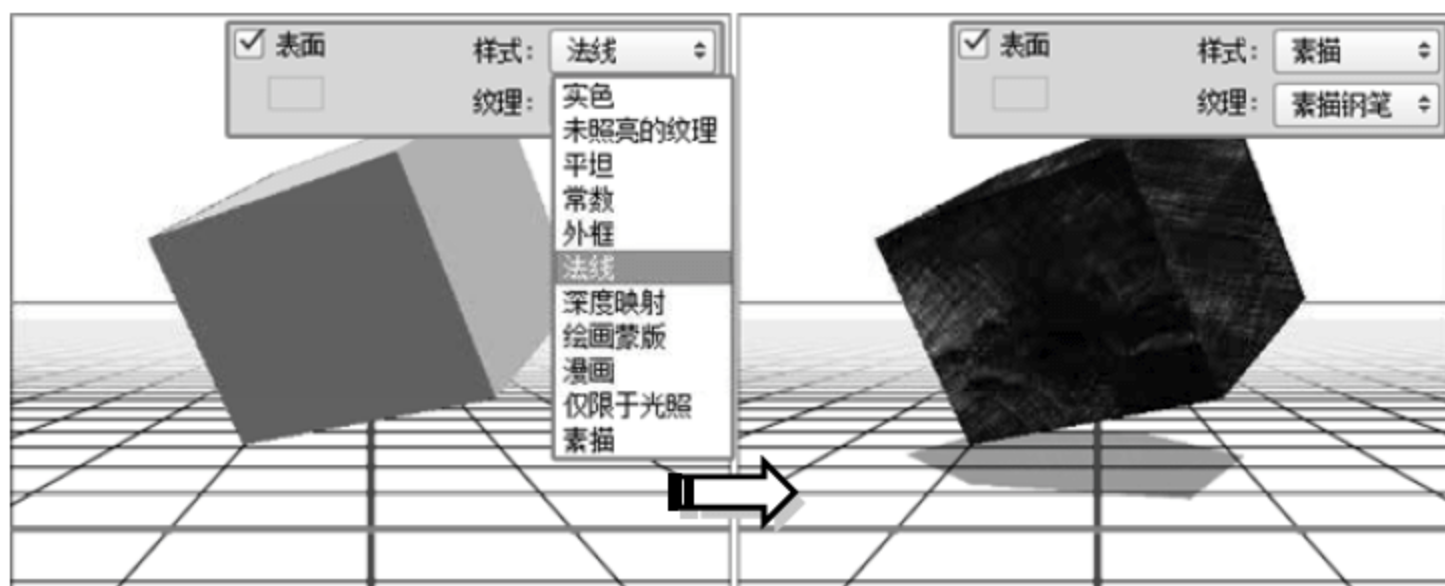 表面
样式：
法线
纹理：
实色
未照亮的纹理
平坦
常数
外框
法线
深度映射
绘画蒙版
漫画
仅限于光照
素描
表面
样式：
素描
纹理：
素描钢笔